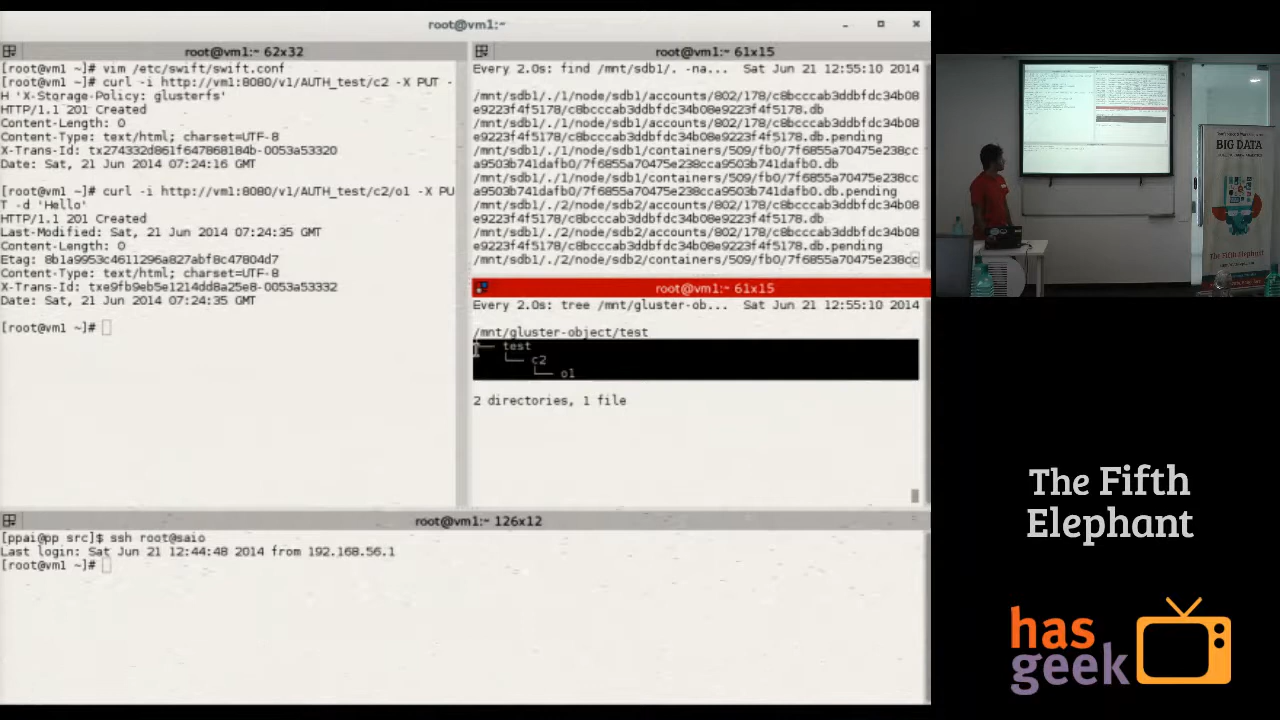 root@vm1:~
root@vm1:~ 62x32
[root@vm1 ~]# vim /etc/swift/swift.conf
[root@vm1 ~]# curl -i http://vm1:8080/v1/AUTH_test/c2 -X PUT -
H 'X-Storage-Policy: glusterfs'
HTTP/1.1 201 Created
Content-Length: 0
Content-Type: text/html; charset=UTF-8
X-Trans-Id: tx274332d861f64786818 4b-0053a53320
Date: Sat, 21 Jun 2014 07:24:16 GMT
[root@vm1 ~]# curl -i http://vm1:8080/v1/AUTH_test/c2/o1 -X PU
T -d 'Hello'
HTTP/1.1 201 Created
Last-Modified: Sat, 21 Jun 2014 07:24:35 GMT
Content-Length: 0
Etag: 8b1a9953c4611296a827abf8c47804d7
Content-Type: text/html; charset=UTF-8
X-Trans-Id: txe9fb9eb5e1214dd8a25e8-0053a53332
Date: Sat, 21 Jun 2014 07:24:35 GMT
[root@vm1 ~]#
root@vm1:~ 61x15
Every 2.0s: find /mnt/sdb1/. -na... Sat Jun 21 12:55:10 2014
/mnt/sdb1/./1/node/sdb1/accounts/802/178/c8bcccab3ddbfdc34b08
e9223f4f5178/c8bcccab3ddbfdc34b08e9223f4f5178.db
/mnt/sdb1/./1/node/sdb1/accounts/802/178/c8bcccab3ddbfdc34b08
e9223f4f5178/c8bcccab3ddbfdc34b08e9223f4f5178.db.pending
/mnt/sdb1/./1/node/sdb1/containers/509/fb0/7f6855a70475e238cc
a9503b741dafb0/7f6855a70475e238cca9503b741dafb0.db
/mnt/sdb1/./1/node/sdb1/containers/509/fb0/7f6855a70475e238cc
a9503b741dafb0/7f6855a70475e238cca9503b741dafb0.db.pending
/mnt/sdb1/./2/node/sdb2/accounts/802/178/c8bcccab3ddbfdc34b08
e9223f4f5178/c8bcccab3ddbfdc34b08e9223f4f5178.db
/mnt/sdb1/./2/node/sdb2/accounts/802/178/c8bcccab3ddbfdc34b08
e9223f4f5178/c8bcccab3ddbfdc34b08e9223f4f5178.db.pending
/mnt/sdb1/./2/node/sdb2/containers/509/fb0/7f6855a70475e238cc
root@vm1:~ 61x15
Every 2.0s: tree /mnt/gluster-ob... Sat Jun 21 12:55:10 2014
/mnt/gluster-object/test
├── test
└── c2
└── o1
2 directories, 1 file
root@vm1:~ 126x12
[ppai@pp src]$ ssh root@saio
Last login: Sat Jun 21 12:44:48 2014 from 192.168.56.1
[root@vm1 ~]#
BIG DATA
The Fifth Elephant
The Fifth
Elephant
has
geek